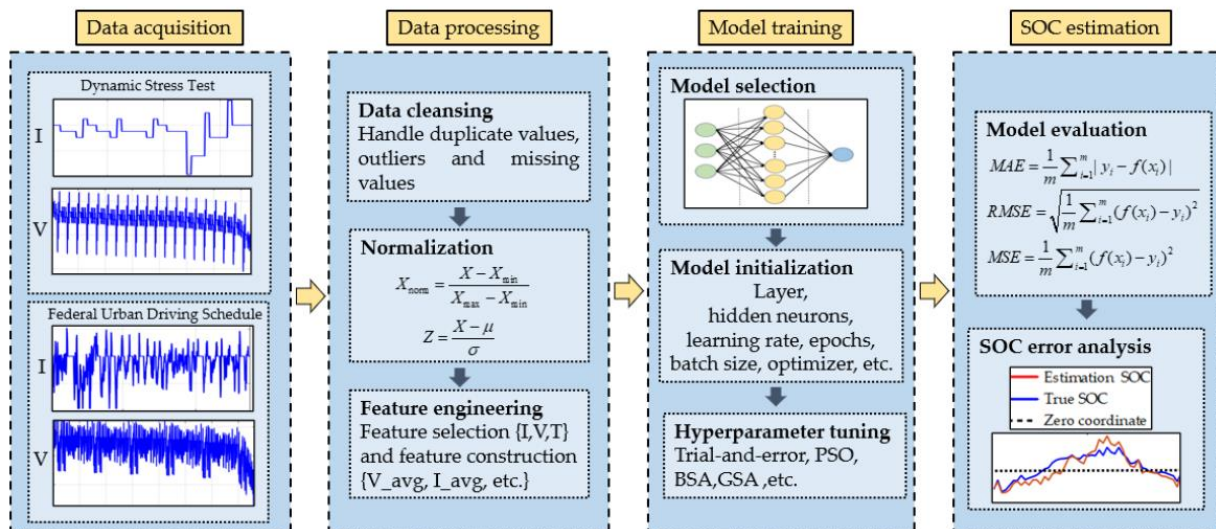 Data acquisition
Dynamic Stress Test
I
V
Federal Urban Driving Schedule
I
V
Data processing
Data cleansing
Handle duplicate values,
outliers and missing
values
Normalization
X_norm = (X − X_min) / (X_max − X_min)
Z = (X − μ) / σ
Feature engineering
Feature selection {I,V,T}
and feature construction
{V_avg, I_avg, etc.}
Model training
Model selection
Model initialization
Layer,
hidden neurons,
learning rate, epochs,
batch size, optimizer, etc.
Hyperparameter tuning
Trial-and-error, PSO,
BSA,GSA ,etc.
SOC estimation
Model evaluation
MAE = 1/m ∑_{i=1}^{m} | y_i − f(x_i) |
RMSE = √(1/m ∑_{i=1}^{m} (f(x_i) − y_i)²)
MSE = 1/m ∑_{i=1}^{m} (f(x_i) − y_i)²
SOC error analysis
Estimation SOC
True SOC
Zero coordinate